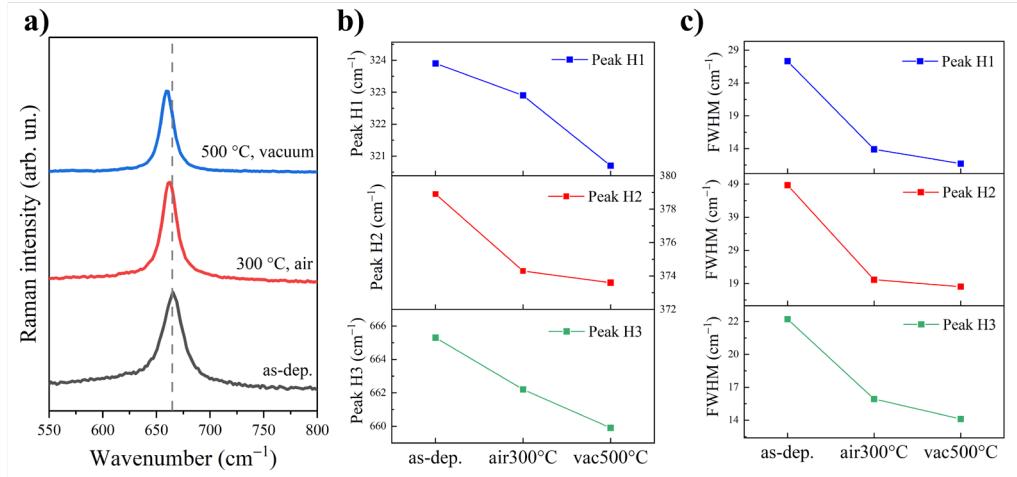 a)
Raman intensity (arb. un.)
500 °C, vacuum
300 °C, air
as-dep.
550 600 650 700 750 800
Wavenumber (cm−1)
b)
Peak H1 (cm−1)
324
323
322
321
Peak H1
Peak H2 (cm−1)
380
378
376
374
372
Peak H2
Peak H3 (cm−1)
666
664
662
660
Peak H3
as-dep. air300°C vac500°C
c)
FWHM (cm−1)
29
24
19
14
Peak H1
FWHM (cm−1)
49
39
29
19
Peak H2
FWHM (cm−1)
22
22
17
14
Peak H3
as-dep. air300°C vac500°C